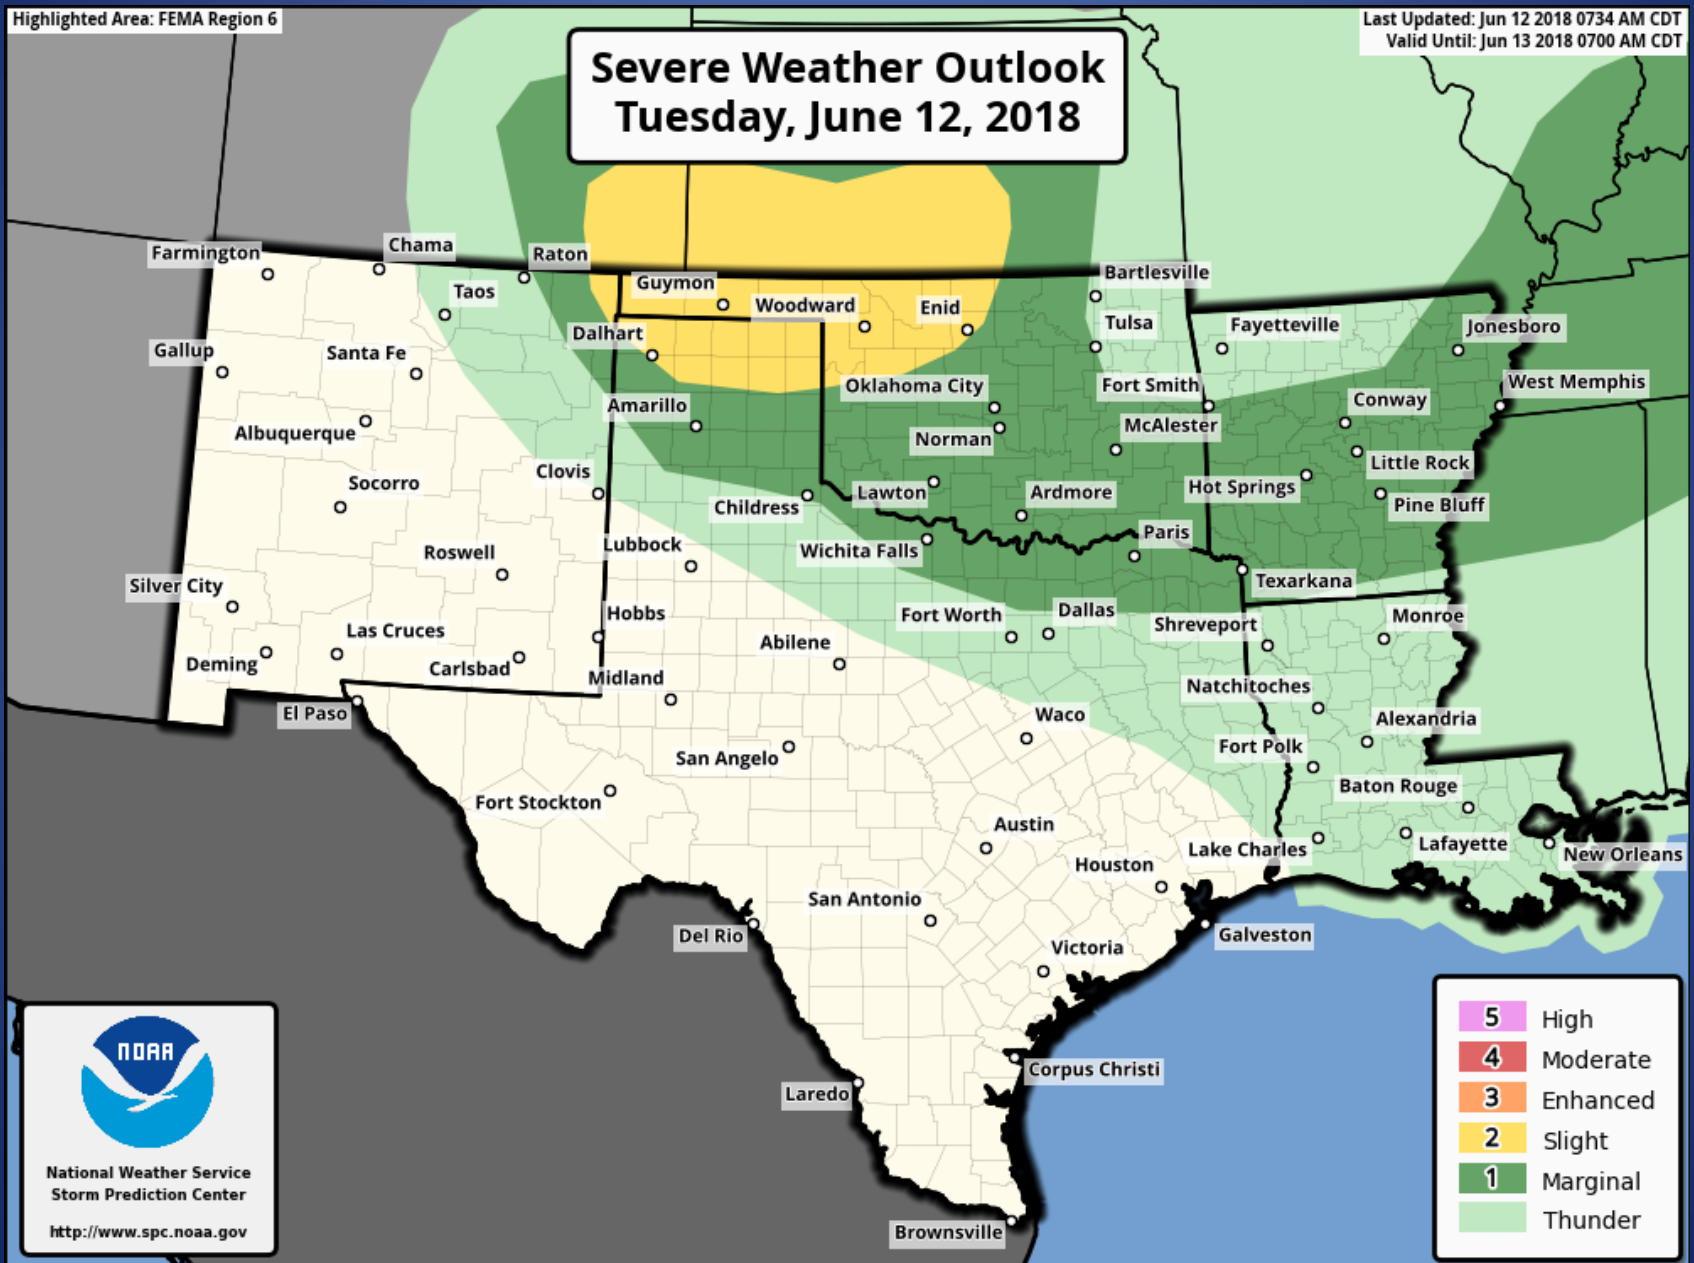 Highlighted Area: FEMA Region 6
Last Updated: Jun 12 2018 0734 AM CDT
Valid Until: Jun 13 2018 0700 AM CDT
Severe Weather Outlook
Tuesday, June 12, 2018
Farmington
Chama
Raton
Taos
Guymon
Woodward
Enid
Bartlesville
Tulsa
Fayetteville
Jonesboro
Gallup
Santa Fe
Dalhart
Oklahoma City
Fort Smith
Conway
West Memphis
Albuquerque
Amarillo
Norman
McAlester
Little Rock
Socorro
Clovis
Childress
Lawton
Ardmore
Hot Springs
Pine Bluff
Roswell
Lubbock
Wichita Falls
Paris
Texarkana
Silver City
Las Cruces
Hobbs
Fort Worth
Dallas
Shreveport
Monroe
Deming
Carlsbad
Midland
Abilene
Natchitoches
El Paso
San Angelo
Waco
Alexandria
Fort Polk
Fort Stockton
Baton Rouge
Austin
Lake Charles
Lafayette
New Orleans
Houston
San Antonio
Del Rio
Victoria
Galveston
Corpus Christi
Laredo
Brownsville
NOAA
National Weather Service
Storm Prediction Center
http://www.spc.noaa.gov
5 High
4 Moderate
3 Enhanced
2 Slight
1 Marginal
Thunder